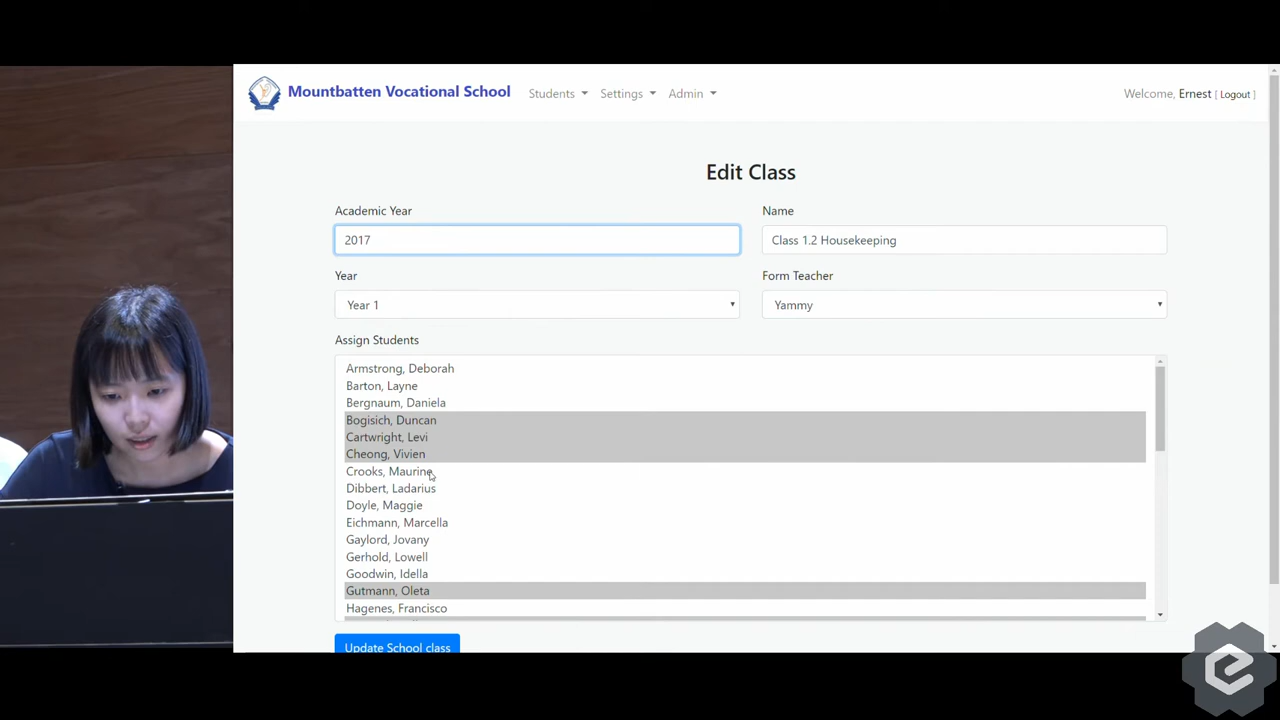 Mountbatten Vocational School Students Settings Admin Welcome, Ernest [ Logout ]
Edit Class
Academic Year Name
2017 Class 1.2 Housekeeping
Year Form Teacher
Year 1 Yammy
Assign Students
Armstrong, Deborah
Barton, Layne
Bergnaum, Daniela
Bogisich, Duncan
Cartwright, Levi
Cheong, Vivien
Crooks, Maurine
Dibbert, Ladarius
Doyle, Maggie
Eichmann, Marcella
Gaylord, Jovany
Gerhold, Lowell
Goodwin, Idella
Gutmann, Oleta
Hagenes, Francisco
Update School class